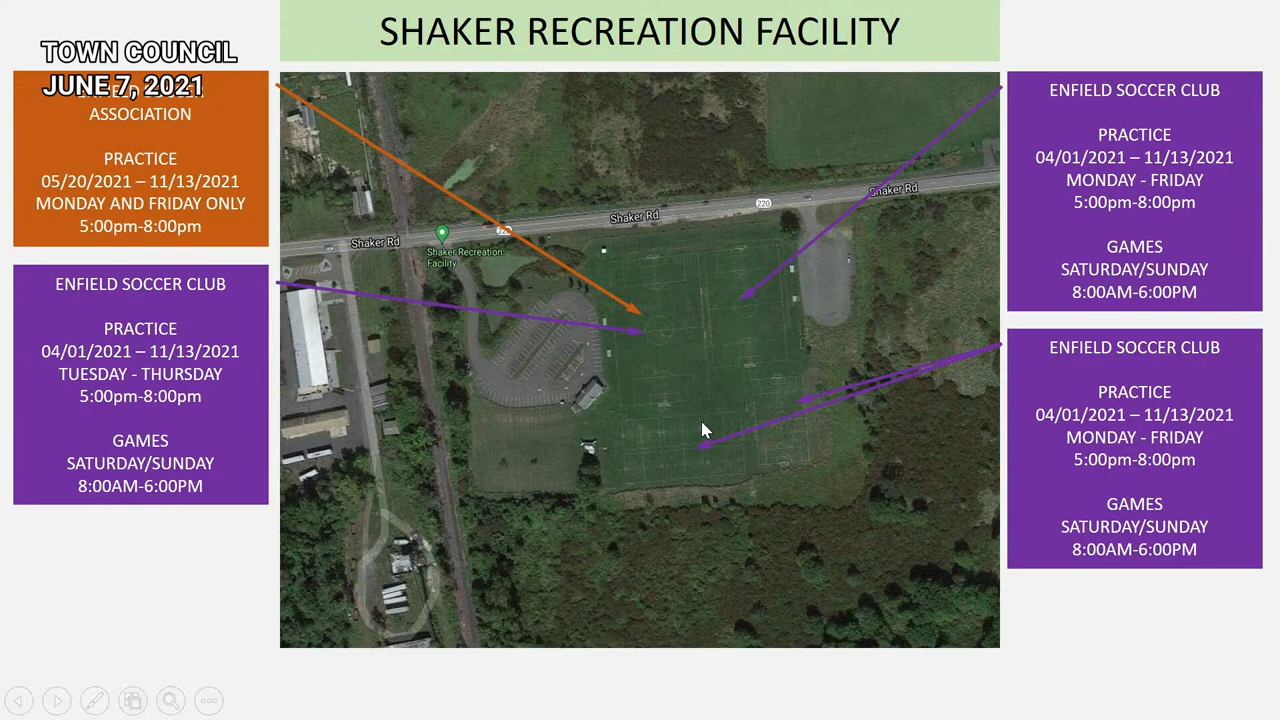 SHAKER RECREATION FACILITY
TOWN COUNCIL
JUNE 7, 2021
ASSOCIATION
PRACTICE
05/20/2021 – 11/13/2021
MONDAY AND FRIDAY ONLY
5:00pm-8:00pm
ENFIELD SOCCER CLUB
PRACTICE
04/01/2021 – 11/13/2021
TUESDAY - THURSDAY
5:00pm-8:00pm
GAMES
SATURDAY/SUNDAY
8:00AM-6:00PM
Shaker Rd
220
Shaker Rd
Shaker Rd
Shaker Recreation
Facility
ENFIELD SOCCER CLUB
PRACTICE
04/01/2021 – 11/13/2021
MONDAY - FRIDAY
5:00pm-8:00pm
GAMES
SATURDAY/SUNDAY
8:00AM-6:00PM
ENFIELD SOCCER CLUB
PRACTICE
04/01/2021 – 11/13/2021
MONDAY - FRIDAY
5:00pm-8:00pm
GAMES
SATURDAY/SUNDAY
8:00AM-6:00PM